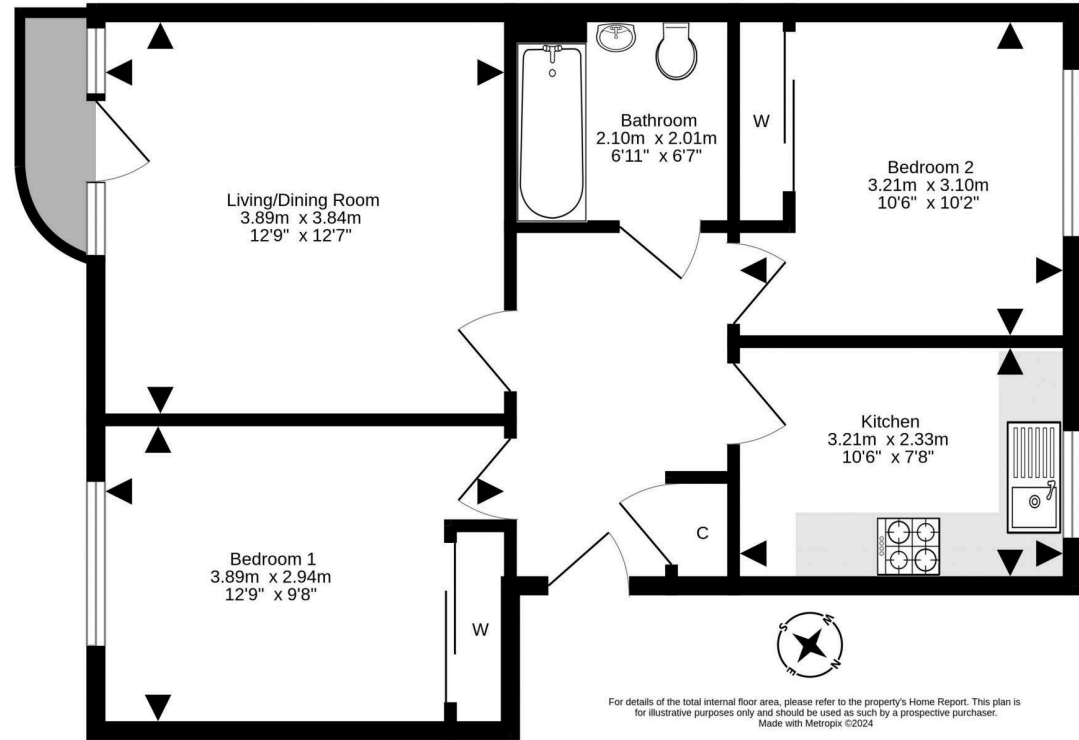 Bathroom
2.10m x 2.01m
6'11" x 6'7"
W
Bedroom 2
3.21m x 3.10m
10'6" x 10'2"
Living/Dining Room
3.89m x 3.84m
12'9" x 12'7"
Kitchen
3.21m x 2.33m
10'6" x 7'8"
C
Bedroom 1
3.89m x 2.94m
12'9" x 9'8"
W
S
W
N
E
For details of the total internal floor area, please refer to the property's Home Report. This plan is
for illustrative purposes only and should be used as such by a prospective purchaser.
Made with Metropix ©2024